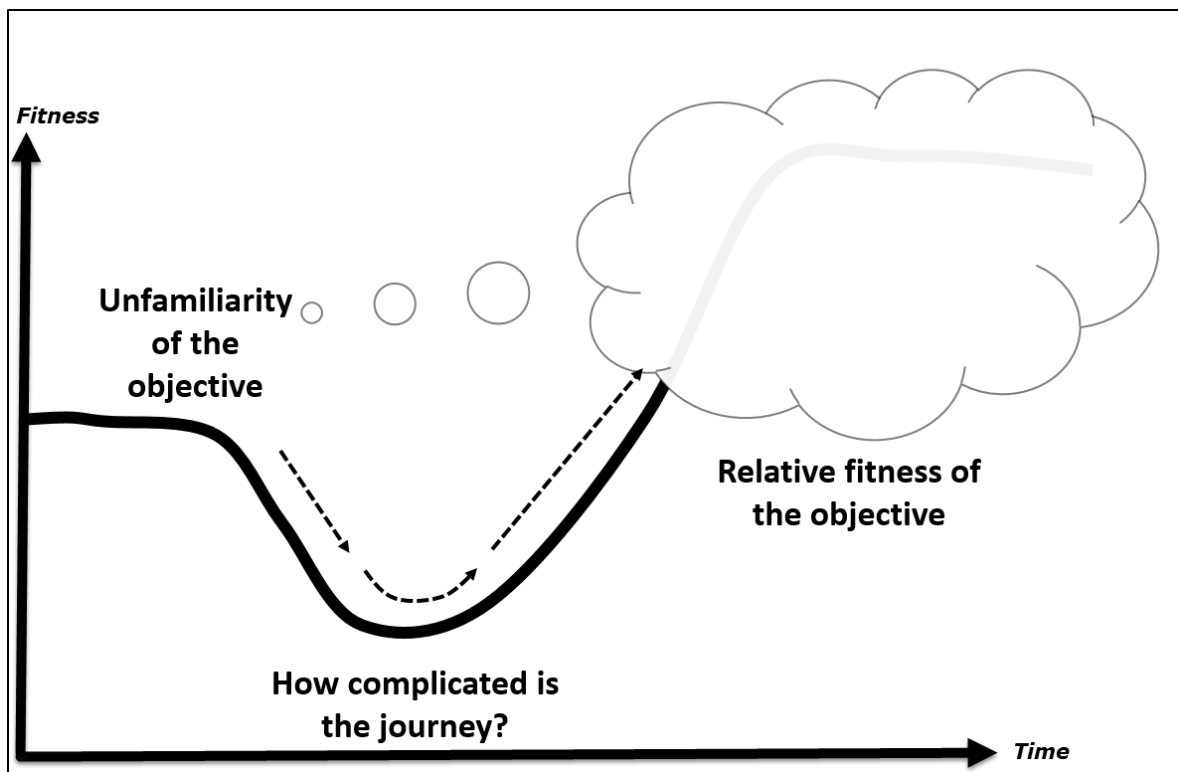 Fitness
Unfamiliarity
of the
objective
Relative fitness of
the objective
How complicated is
the journey?
Time